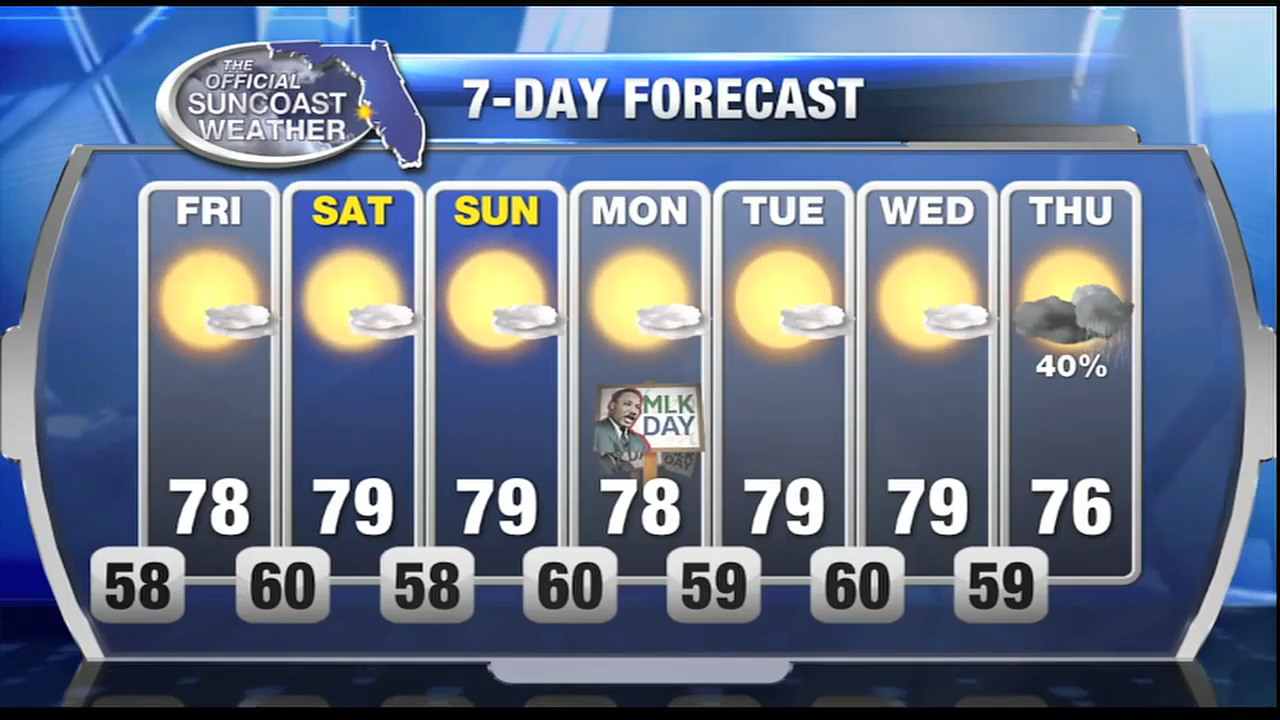 THE
OFFICIAL
SUNCOAST
WEATHER
7-DAY FORECAST
FRI SAT SUN MON TUE WED THU
40%
MLK
DAY
78 79 79 78 79 79 76
58 60 58 60 59 60 59